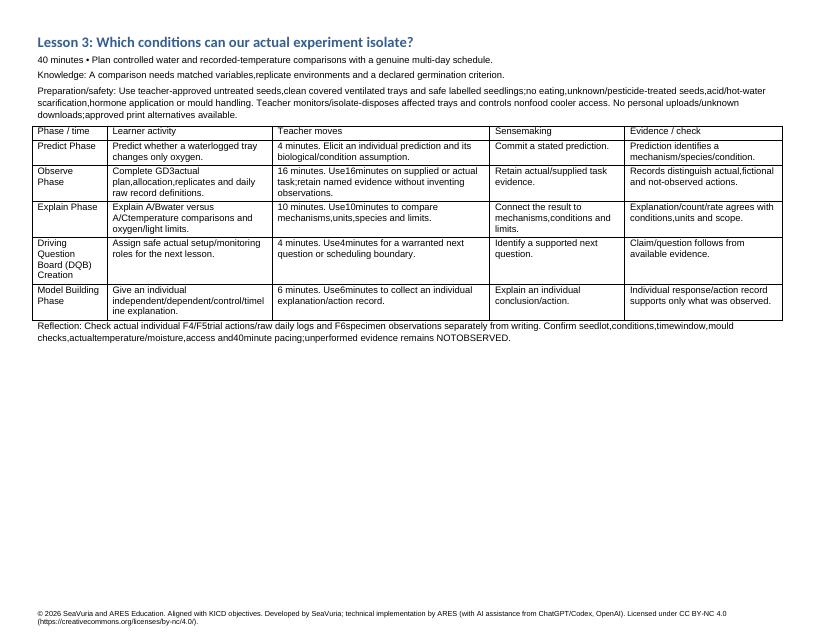 Lesson 3: Which conditions can our actual experiment isolate?
40 minutes • Plan controlled water and recorded-temperature comparisons with a genuine multi-day schedule.
Knowledge: A comparison needs matched variables,replicate environments and a declared germination criterion.
Preparation/safety: Use teacher-approved untreated seeds,clean covered ventilated trays and safe labelled seedlings;no eating,unknown/pesticide-treated seeds,acid/hot-water
scarification,hormone application or mould handling. Teacher monitors/isolate-disposes affected trays and controls nonfood cooler access. No personal uploads/unknown
downloads;approved print alternatives available.
Phase / time
Learner activity
Teacher moves
Sensemaking
Evidence / check
Predict Phase
Predict whether a waterlogged tray
changes only oxygen.
4 minutes. Elicit an individual prediction and its
biological/condition assumption.
Commit a stated prediction.
Prediction identifies a
mechanism/species/condition.
Observe
Phase
Complete GD3actual
plan,allocation,replicates and daily
raw record definitions.
16 minutes. Use16minutes on supplied or actual
task;retain named evidence without inventing
observations.
Retain actual/supplied task
evidence.
Records distinguish actual,fictional
and not-observed actions.
Explain Phase
Explain A/Bwater versus
A/Ctemperature comparisons and
oxygen/light limits.
10 minutes. Use10minutes to compare
mechanisms,units,species and limits.
Connect the result to
mechanisms,conditions and
limits.
Explanation/count/rate agrees with
conditions,units and scope.
Driving
Question
Board (DQB)
Creation
Assign safe actual setup/monitoring
roles for the next lesson.
4 minutes. Use4minutes for a warranted next
question or scheduling boundary.
Identify a supported next
question.
Claim/question follows from
available evidence.
Model Building
Phase
Give an individual
independent/dependent/control/timel
ine explanation.
6 minutes. Use6minutes to collect an individual
explanation/action record.
Explain an individual
conclusion/action.
Individual response/action record
supports only what was observed.
Reflection: Check actual individual F4/F5trial actions/raw daily logs and F6specimen observations separately from writing. Confirm seedlot,conditions,timewindow,mould
checks,actualtemperature/moisture,access and40minute pacing;unperformed evidence remains NOTOBSERVED.
© 2026 SeaVuria and ARES Education. Aligned with KICD objectives. Developed by SeaVuria; technical implementation by ARES (with AI assistance from ChatGPT/Codex, OpenAI). Licensed under CC BY-NC 4.0
(https://creativecommons.org/licenses/by-nc/4.0/).